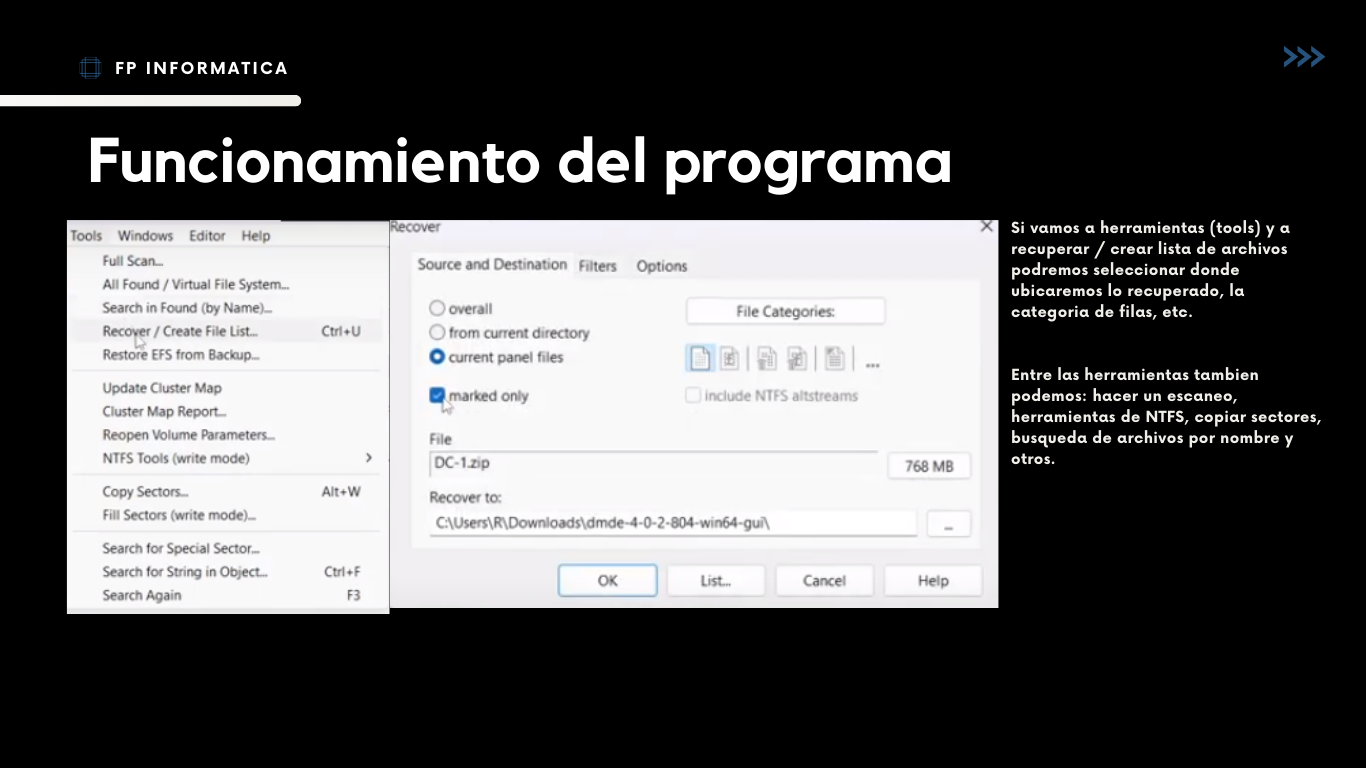 FP INFORMATICA
Funcionamiento del programa
Tools Windows Editor Help
Full Scan...
All Found / Virtual File System...
Search in Found (by Name)...
Recover / Create File List... Ctrl+U
Restore EFS from Backup...
Update Cluster Map
Cluster Map Report...
Reopen Volume Parameters...
NTFS Tools (write mode)
Copy Sectors... Alt+W
Fill Sectors (write mode)...
Search for Special Sector...
Search for String in Object... Ctrl+F
Search Again F3
Recover
Source and Destination Filters Options
overall
from current directory
current panel files
marked only
File Categories:
...
include NTFS altstreams
File
DC-1.zip
768 MB
Recover to:
C:\Users\R\Downloads\dmde-4-0-2-804-win64-gui\
...
OK List... Cancel Help
Si vamos a herramientas (tools) y a
recuperar / crear lista de archivos
podremos seleccionar donde
ubicaremos lo recuperado, la
categoria de filas, etc.
Entre las herramientas tambien
podemos: hacer un escaneo,
herramientas de NTFS, copiar sectores,
busqueda de archivos por nombre y
otros.